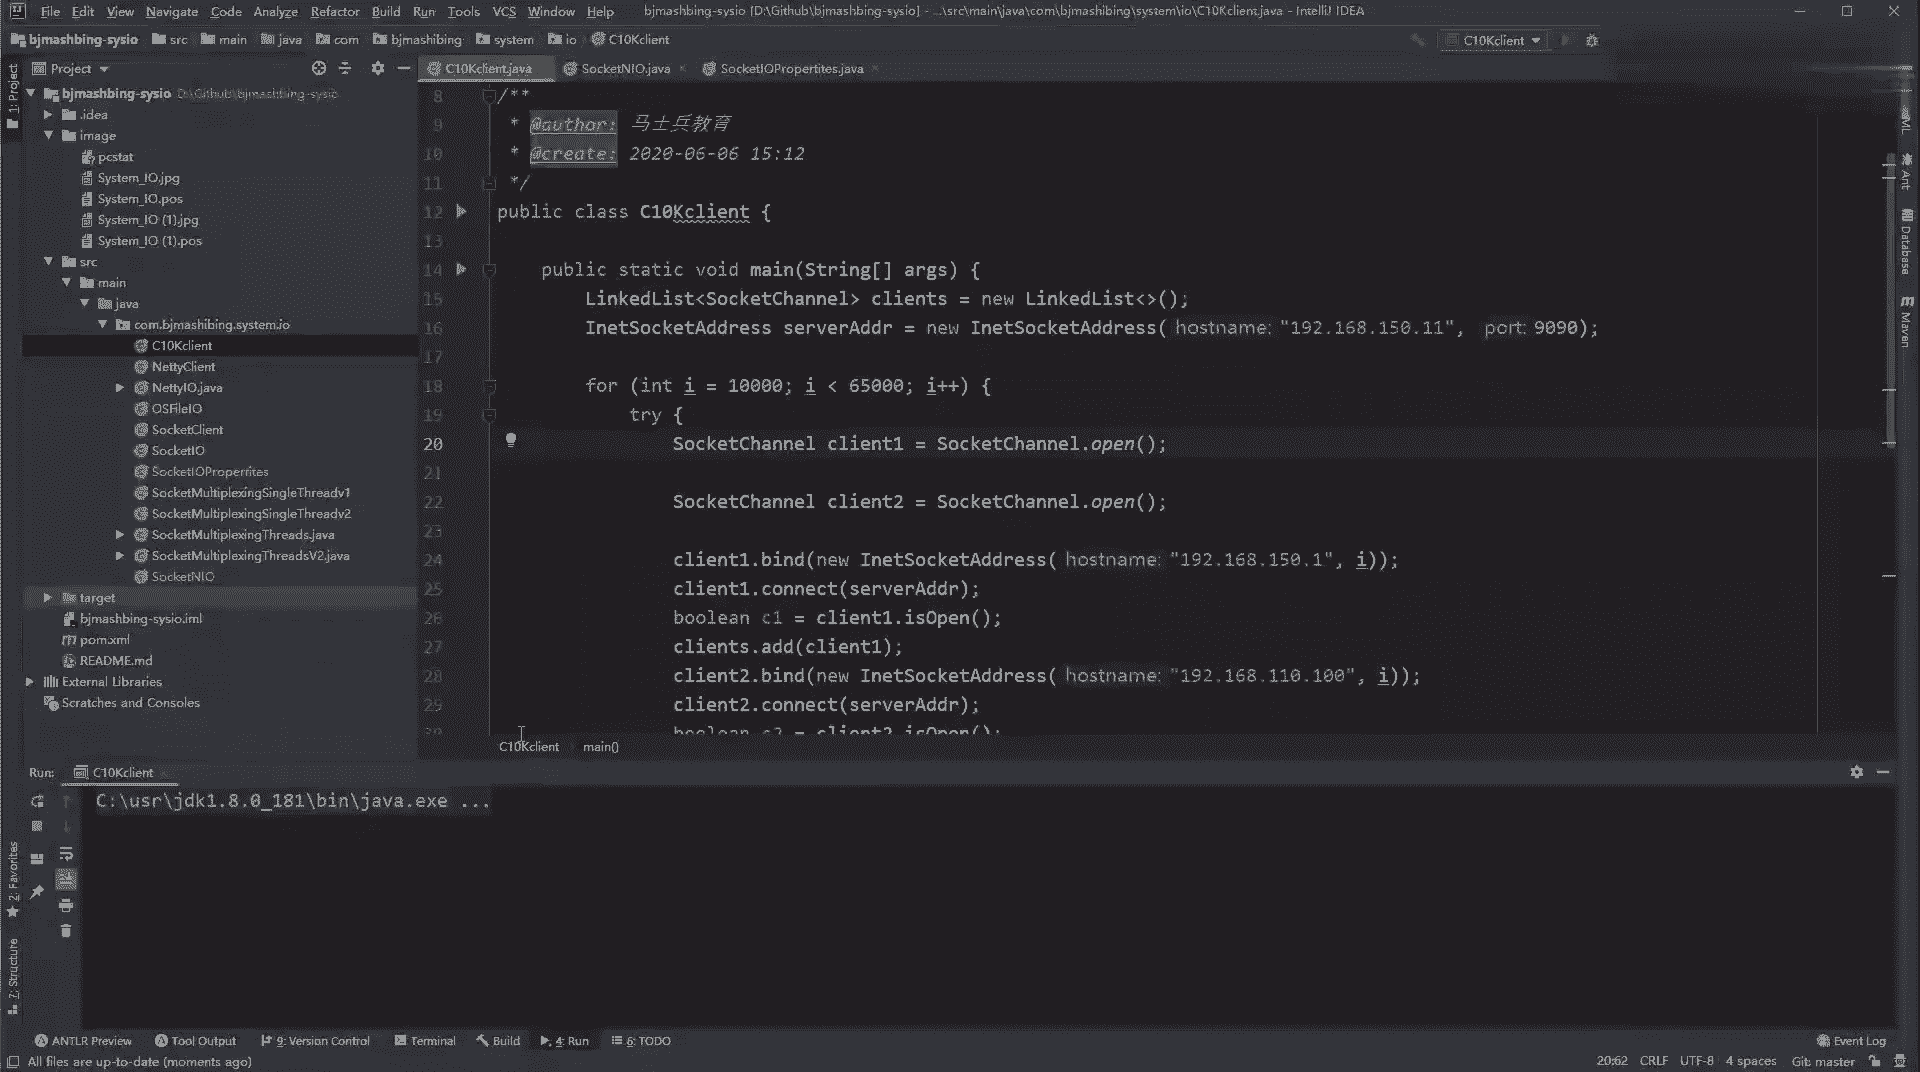 File Edit View Navigate Code Analyze Refactor Build Run Tools VCS Window Help bjmashbing-sysio [D:\Github\bjmashbing-sysio] - ...\src\main\java\com\bjmashibing\system\io\C10Kclient.java - IntelliJ IDEA
bjmashbing-sysio src main java com bjmashibing system io C10Kclient C10Kclient
1: Project
Project
C10Kclient.java SocketNIO.java SocketIOPropertites.java
bjmashbing-sysio D:\Github\bjmashbing-sysio
.idea
image
pcstat
System_IO.jpg
System_IO.pos
System_IO (1).jpg
System_IO (1).pos
src
main
java
com.bjmashibing.system.io
C10Kclient
NettyClient
NettyIO.java
OSFileIO
SocketClient
SocketIO
SocketIOProperrites
SocketMultiplexingSingleThreadv1
SocketMultiplexingSingleThreadv2
SocketMultiplexingThreads.java
SocketMultiplexingThreadsV2.java
SocketNIO
target
bjmashbing-sysio.iml
pom.xml
README.md
External Libraries
Scratches and Consoles
8 /**
9 * @author: 马士兵教育
10 * @create: 2020-06-06 15:12
11 */
12 public class C10Kclient {
13
14 public static void main(String[] args) {
15 LinkedList<SocketChannel> clients = new LinkedList<>();
16 InetSocketAddress serverAddr = new InetSocketAddress( hostname: "192.168.150.11", port: 9090);
17
18 for (int i = 10000; i < 65000; i++) {
19 try {
20 SocketChannel client1 = SocketChannel.open();
21
22 SocketChannel client2 = SocketChannel.open();
23
24 client1.bind(new InetSocketAddress( hostname: "192.168.150.1", i));
25 client1.connect(serverAddr);
26 boolean c1 = client1.isOpen();
27 clients.add(client1);
28 client2.bind(new InetSocketAddress( hostname: "192.168.110.100", i));
29 client2.connect(serverAddr);
30 boolean c2 = client2.isOpen();
C10Kclient main()
Ant
Database
Maven
Run: C10Kclient
C:\usr\jdk1.8.0_181\bin\java.exe ...
2: Favorites
7: Structure
ANTLR Preview Tool Output 9: Version Control Terminal Build 4: Run 6: TODO Event Log
All files are up-to-date (moments ago) 20:62 CRLF UTF-8 4 spaces Git: master